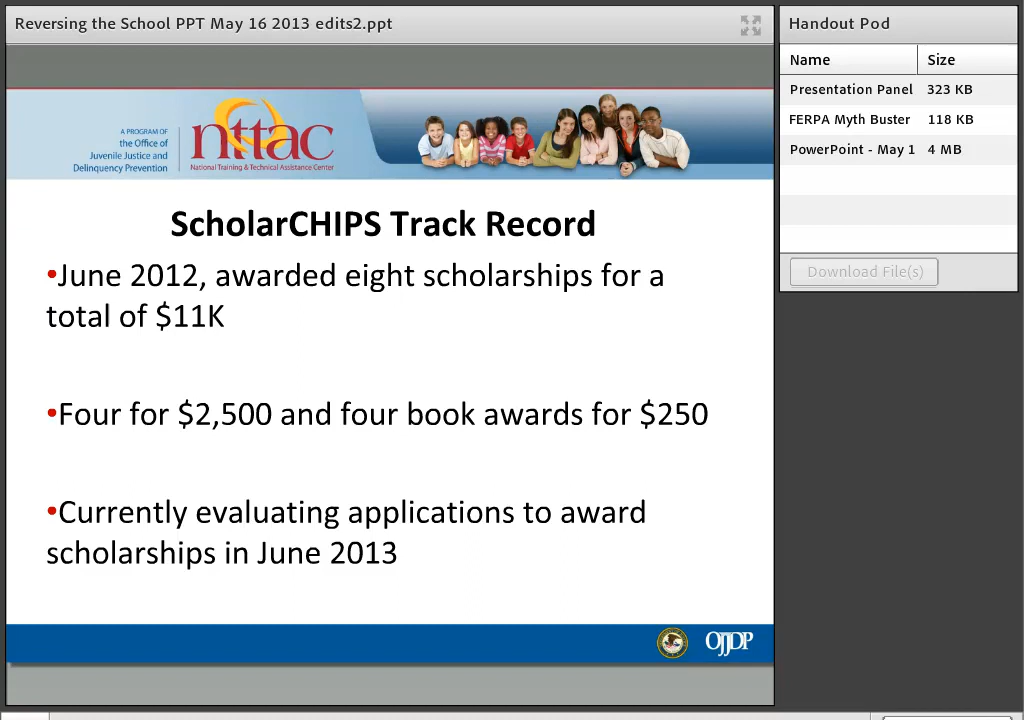 Reversing the School PPT May 16 2013 edits2.ppt
A PROGRAM OF
the Office of
Juvenile Justice and
Delinquency Prevention
nttac
National Training & Technical Assistance Center
ScholarCHIPS Track Record
•June 2012, awarded eight scholarships for a
total of $11K
•Four for $2,500 and four book awards for $250
•Currently evaluating applications to award
scholarships in June 2013
OJJDP
Handout Pod
Name Size
Presentation Panel 323 KB
FERPA Myth Buster 118 KB
PowerPoint - May 1 4 MB
Download File(s)